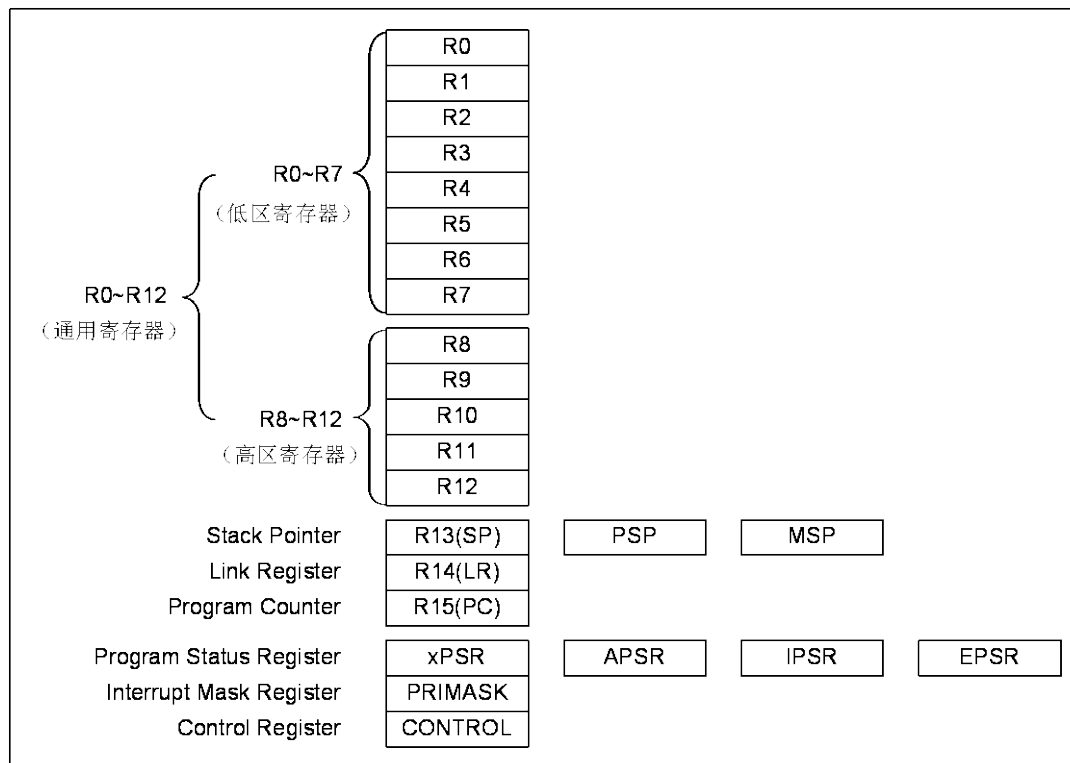 R0
R1
R2
R3
R0~R7
R4
（低区寄存器）
R5
R6
R7
R0~R12
（通用寄存器）
R8
R9
R8~R12
R10
（高区寄存器）
R11
R12
Stack Pointer R13(SP) PSP MSP
Link Register R14(LR)
Program Counter R15(PC)
Program Status Register xPSR APSR IPSR EPSR
Interrupt Mask Register PRIMASK
Control Register CONTROL